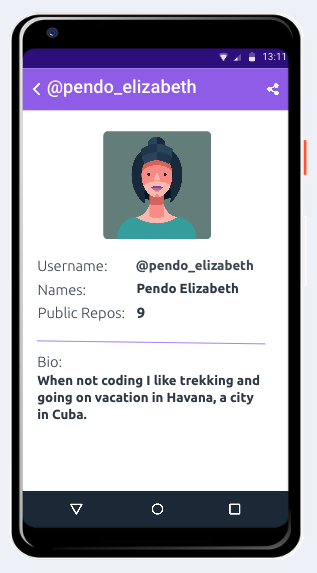 13:11
@pendo_elizabeth
Username: @pendo_elizabeth
Names: Pendo Elizabeth
Public Repos: 9
Bio:
When not coding I like trekking and
going on vacation in Havana, a city
in Cuba.